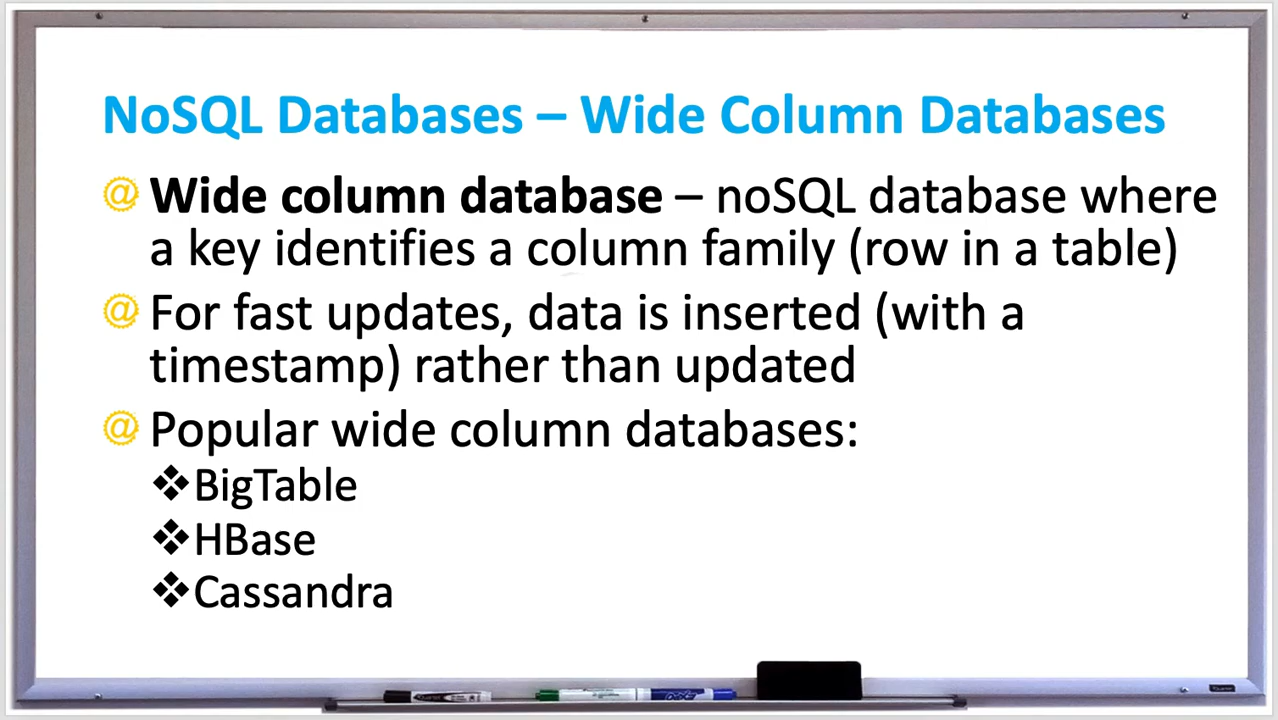 NoSQL Databases – Wide Column Databases
@ Wide column database – noSQL database where
a key identifies a column family (row in a table)
@ For fast updates, data is inserted (with a
timestamp) rather than updated
@ Popular wide column databases:
❖BigTable
❖HBase
❖Cassandra